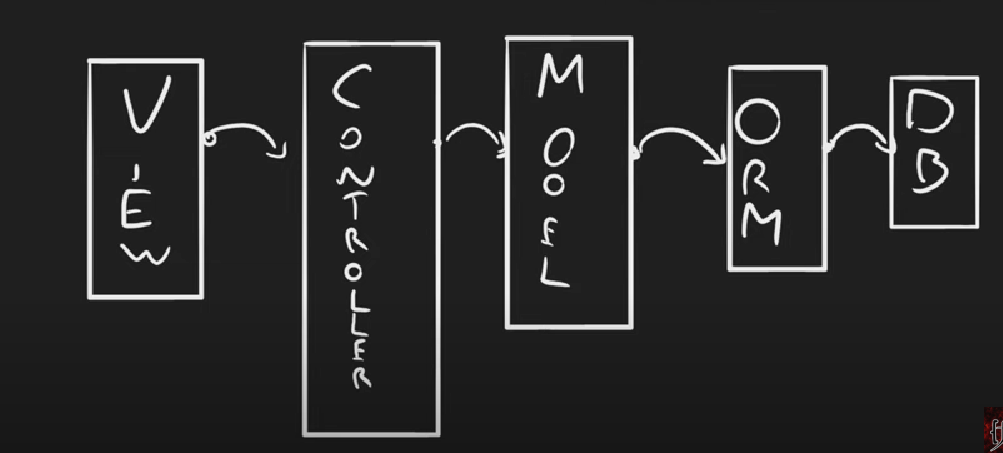 VIEW
CONTROLLER
MODEL
ORM
DB